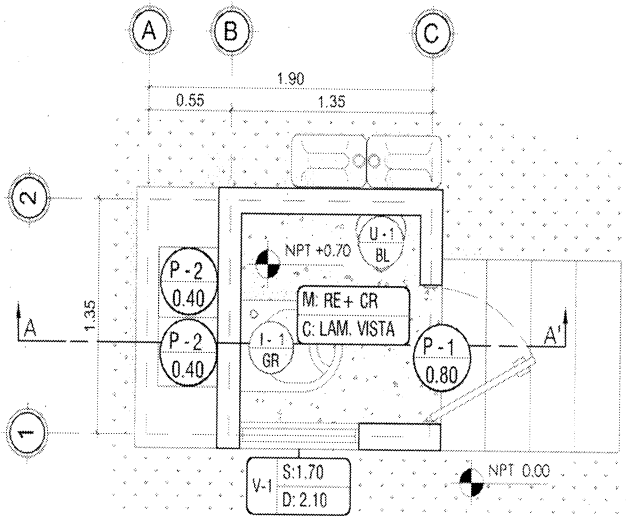 A B C
1.90
0.55 1.35
2
U - 1
BL
NPT +0.70
P - 2
0.40
M: RE + CR
C: LAM. VISTA
1.35
A A'
P - 2
0.40
I - 1
GR
P - 1
0.80
1
V-1 S:1.70
D: 2.10
NPT 0.00